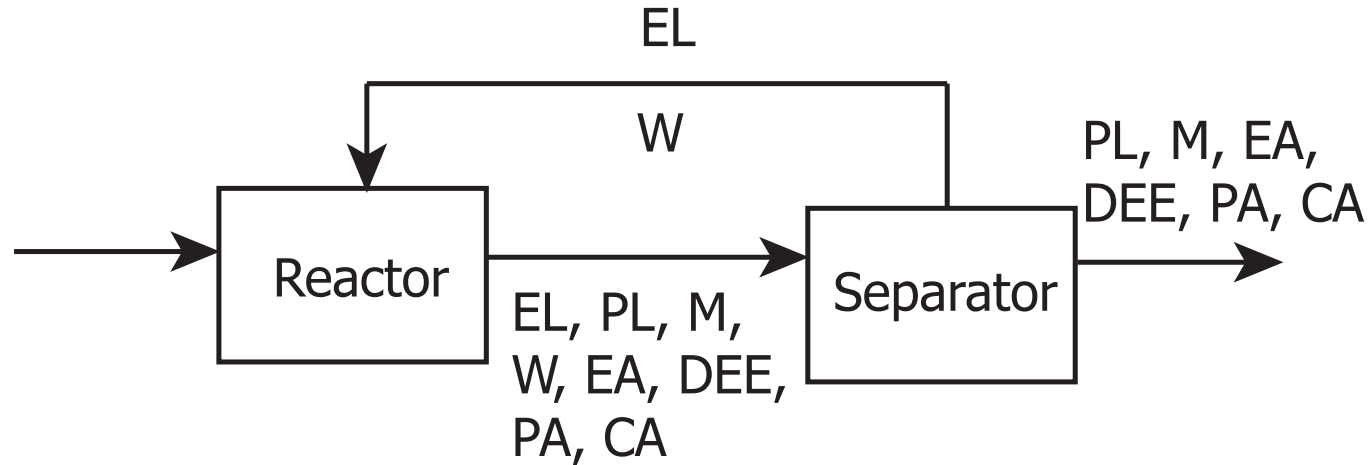 EL
W
PL, M, EA,
DEE, PA, CA
Reactor
Separator
EL, PL, M,
W, EA, DEE,
PA, CA